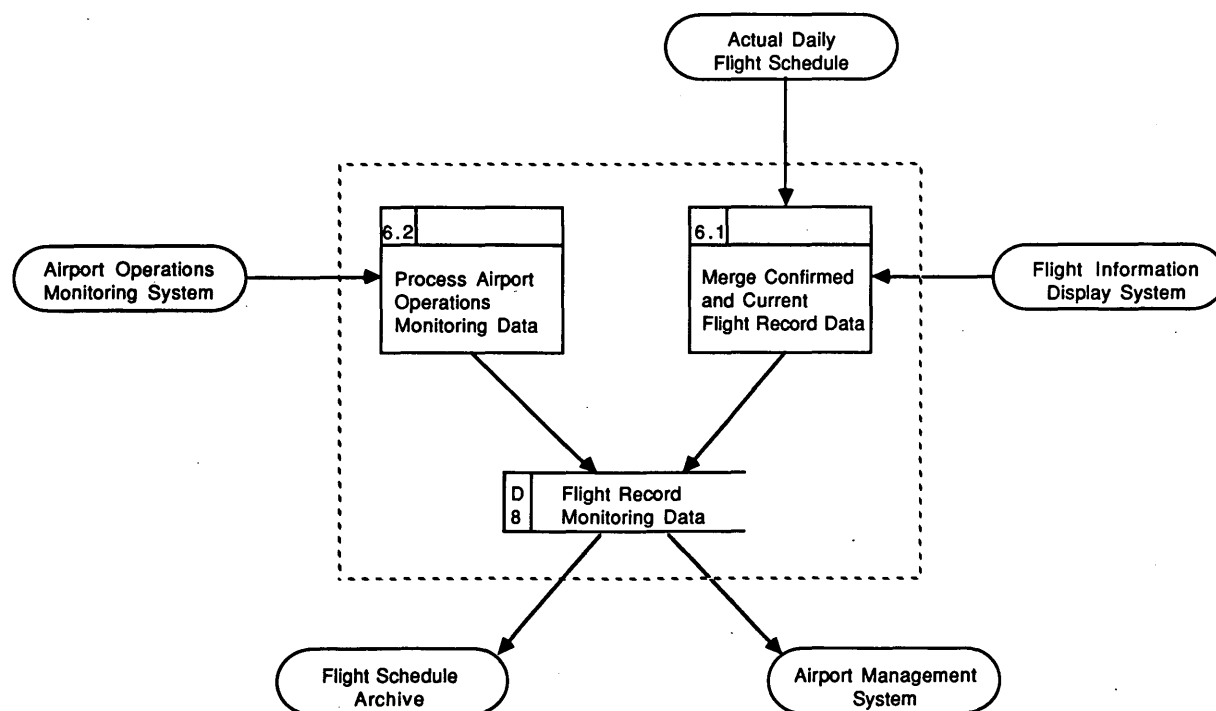 Actual Daily
Flight Schedule
6.2
6.1
Airport Operations
Monitoring System
Process Airport
Operations
Monitoring Data
Merge Confirmed
and Current
Flight Record Data
Flight Information
Display System
D
8
Flight Record
Monitoring Data
Flight Schedule
Archive
Airport Management
System